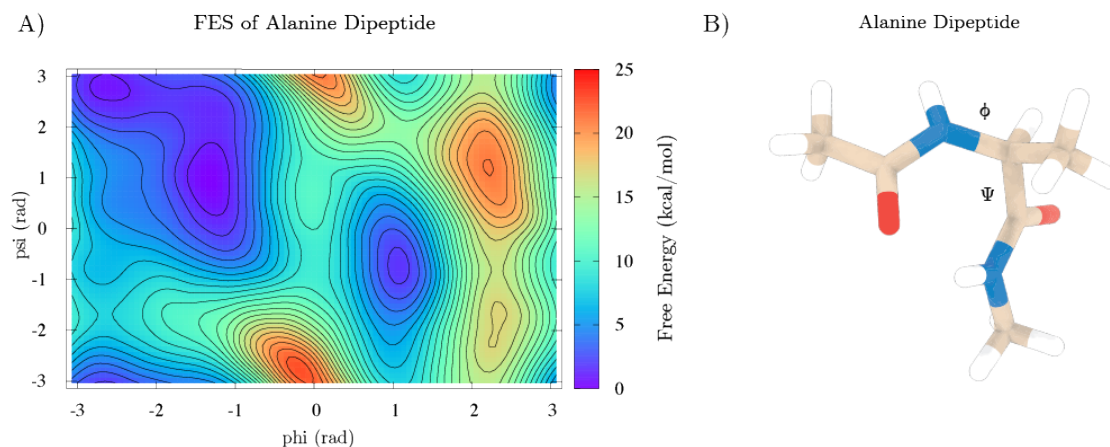 A)
FES of Alanine Dipeptide
3
2
1
0
-1
-2
-3
psi (rad)
-3
-2
-1
0
1
2
3
phi (rad)
25
20
15
10
5
0
Free Energy (kcal/mol)
B)
Alanine Dipeptide
ϕ
Ψ